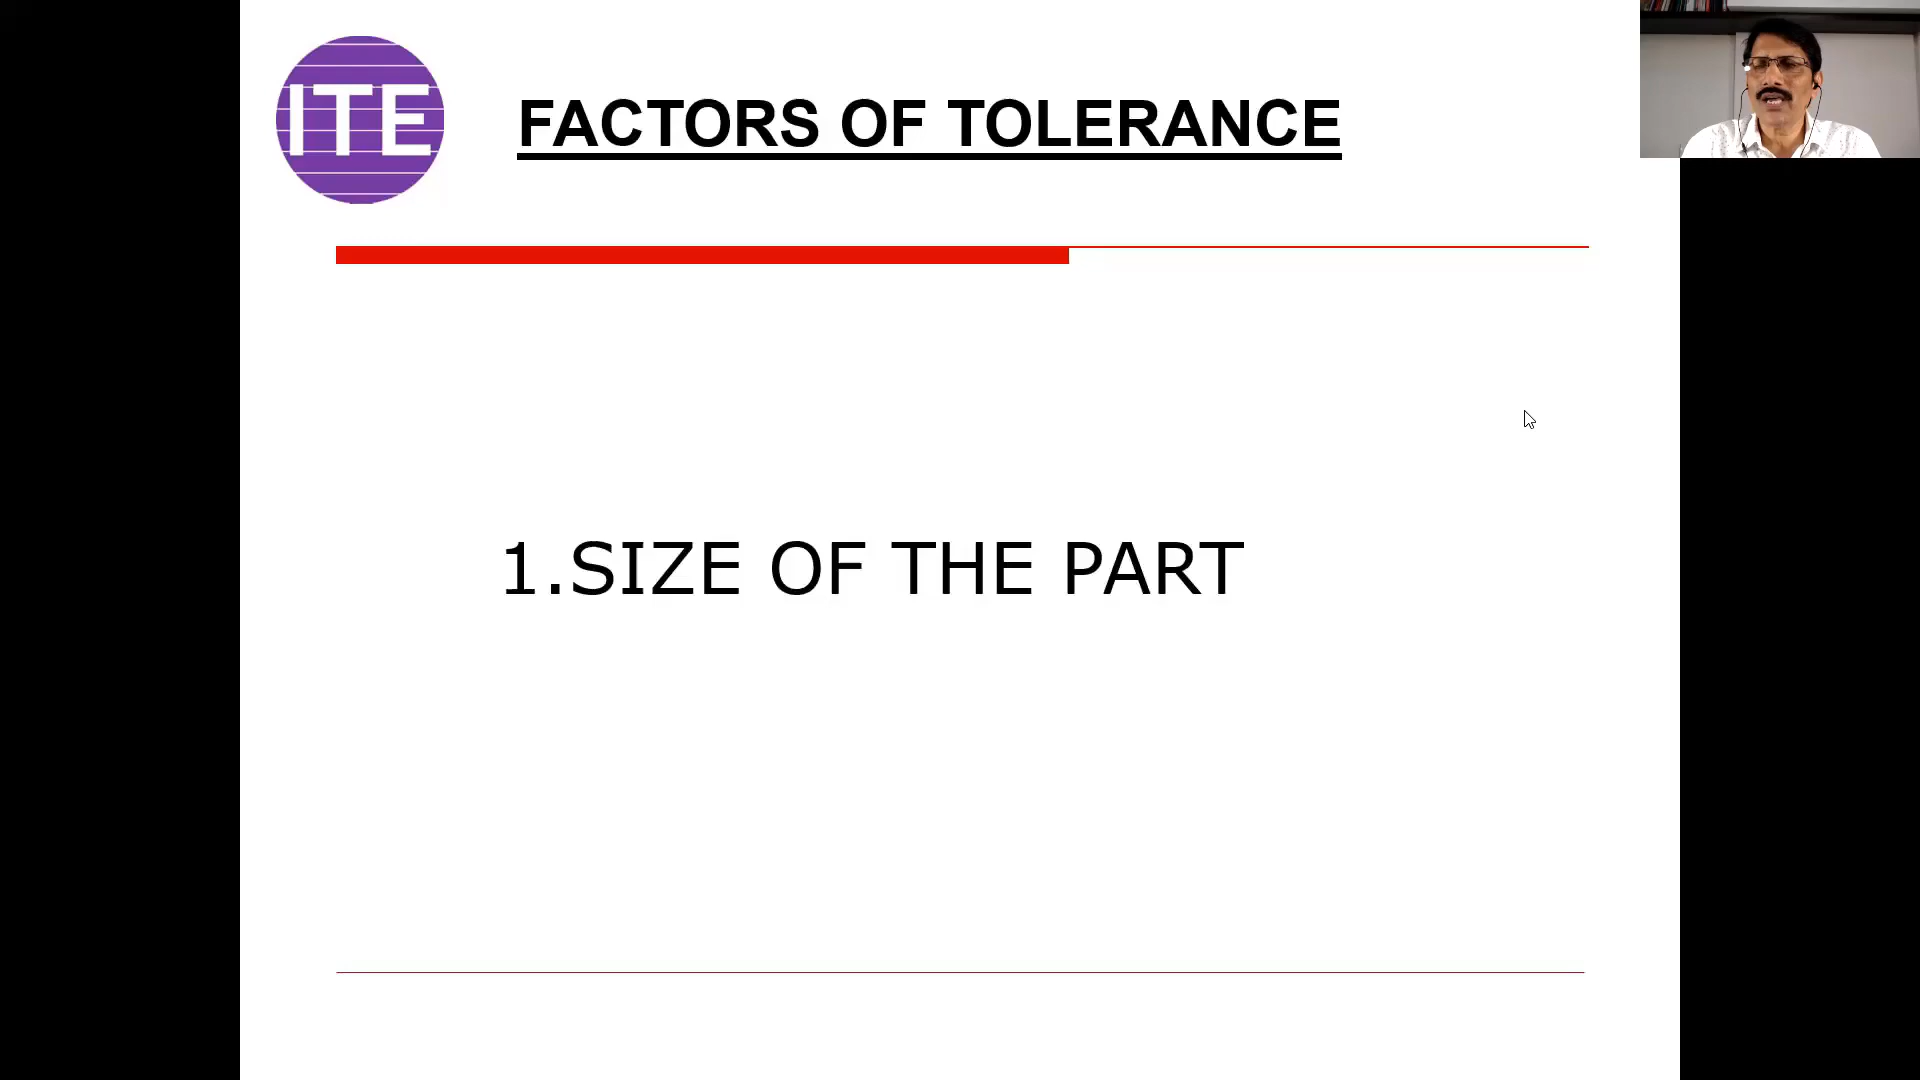 ITE
FACTORS OF TOLERANCE
1.SIZE OF THE PART